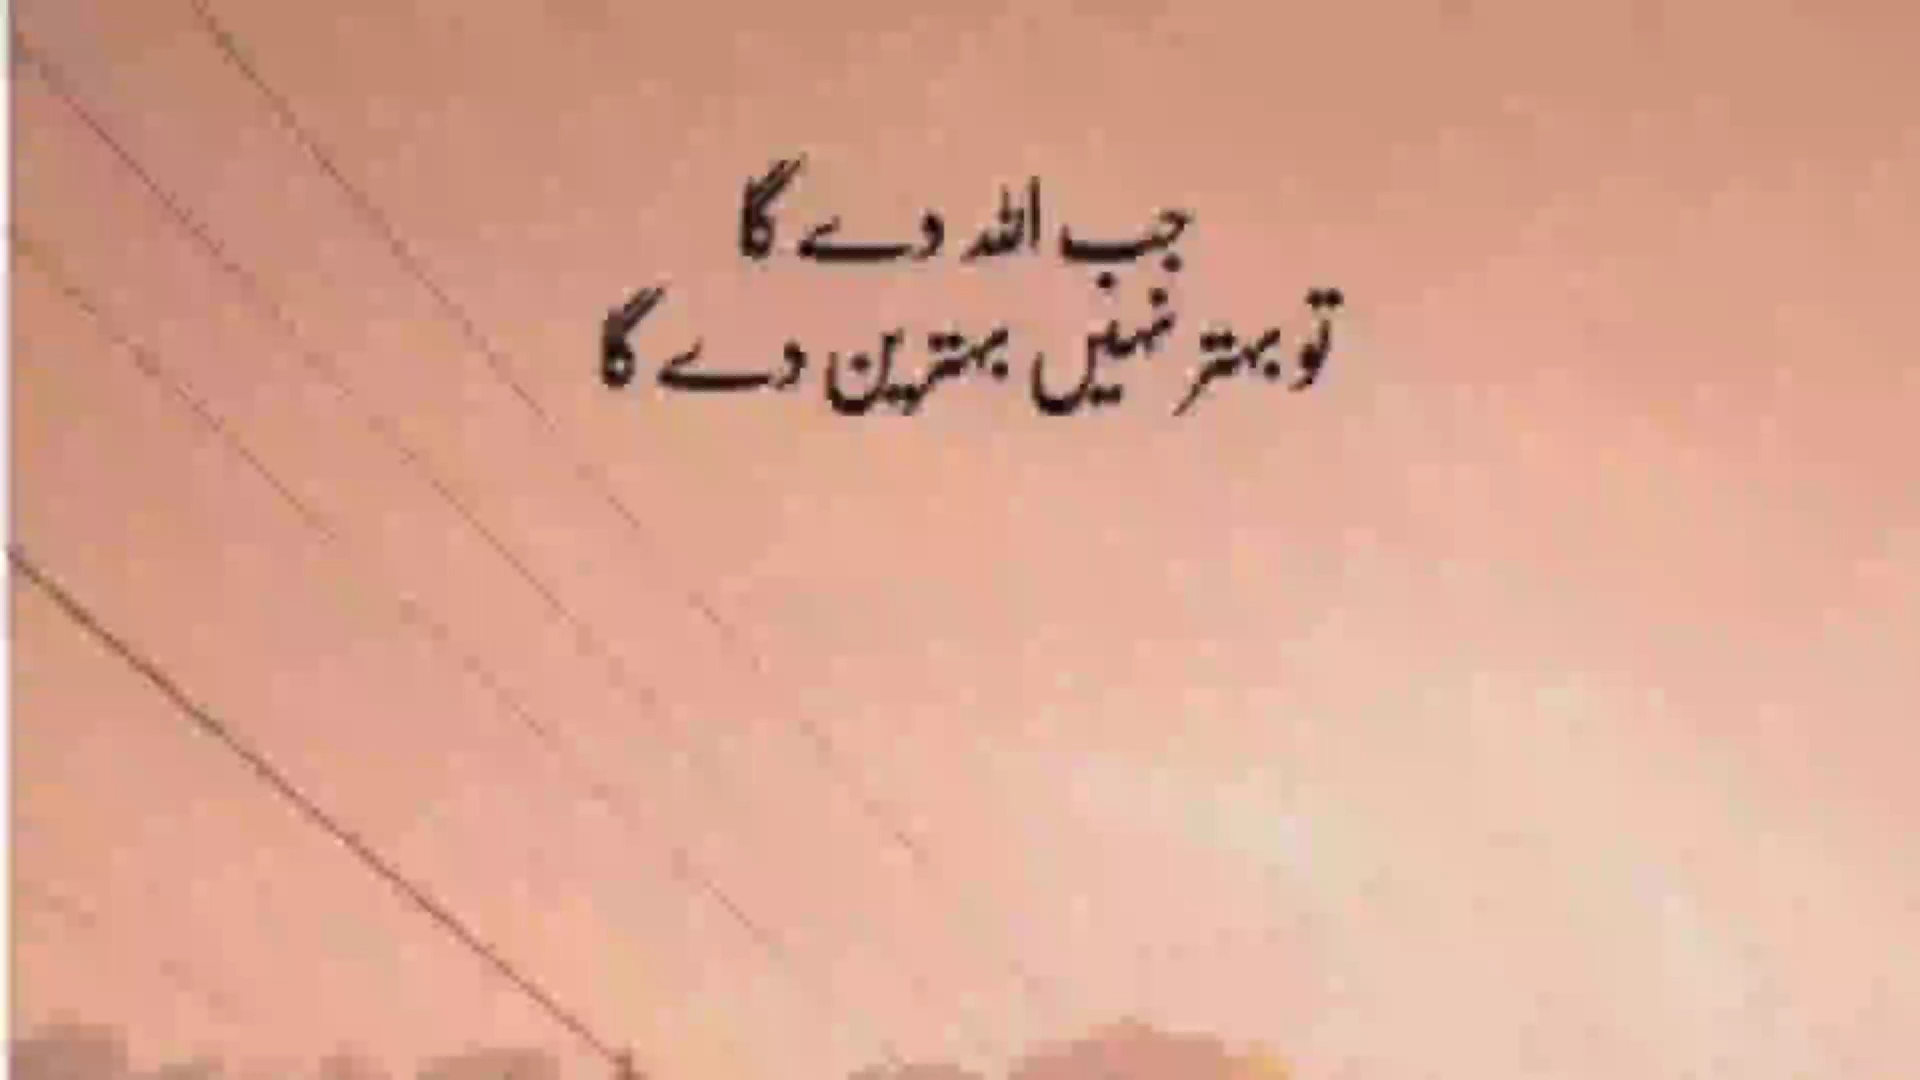 جب اللہ دے گا
تو بہتر نہیں بہترین دے گا